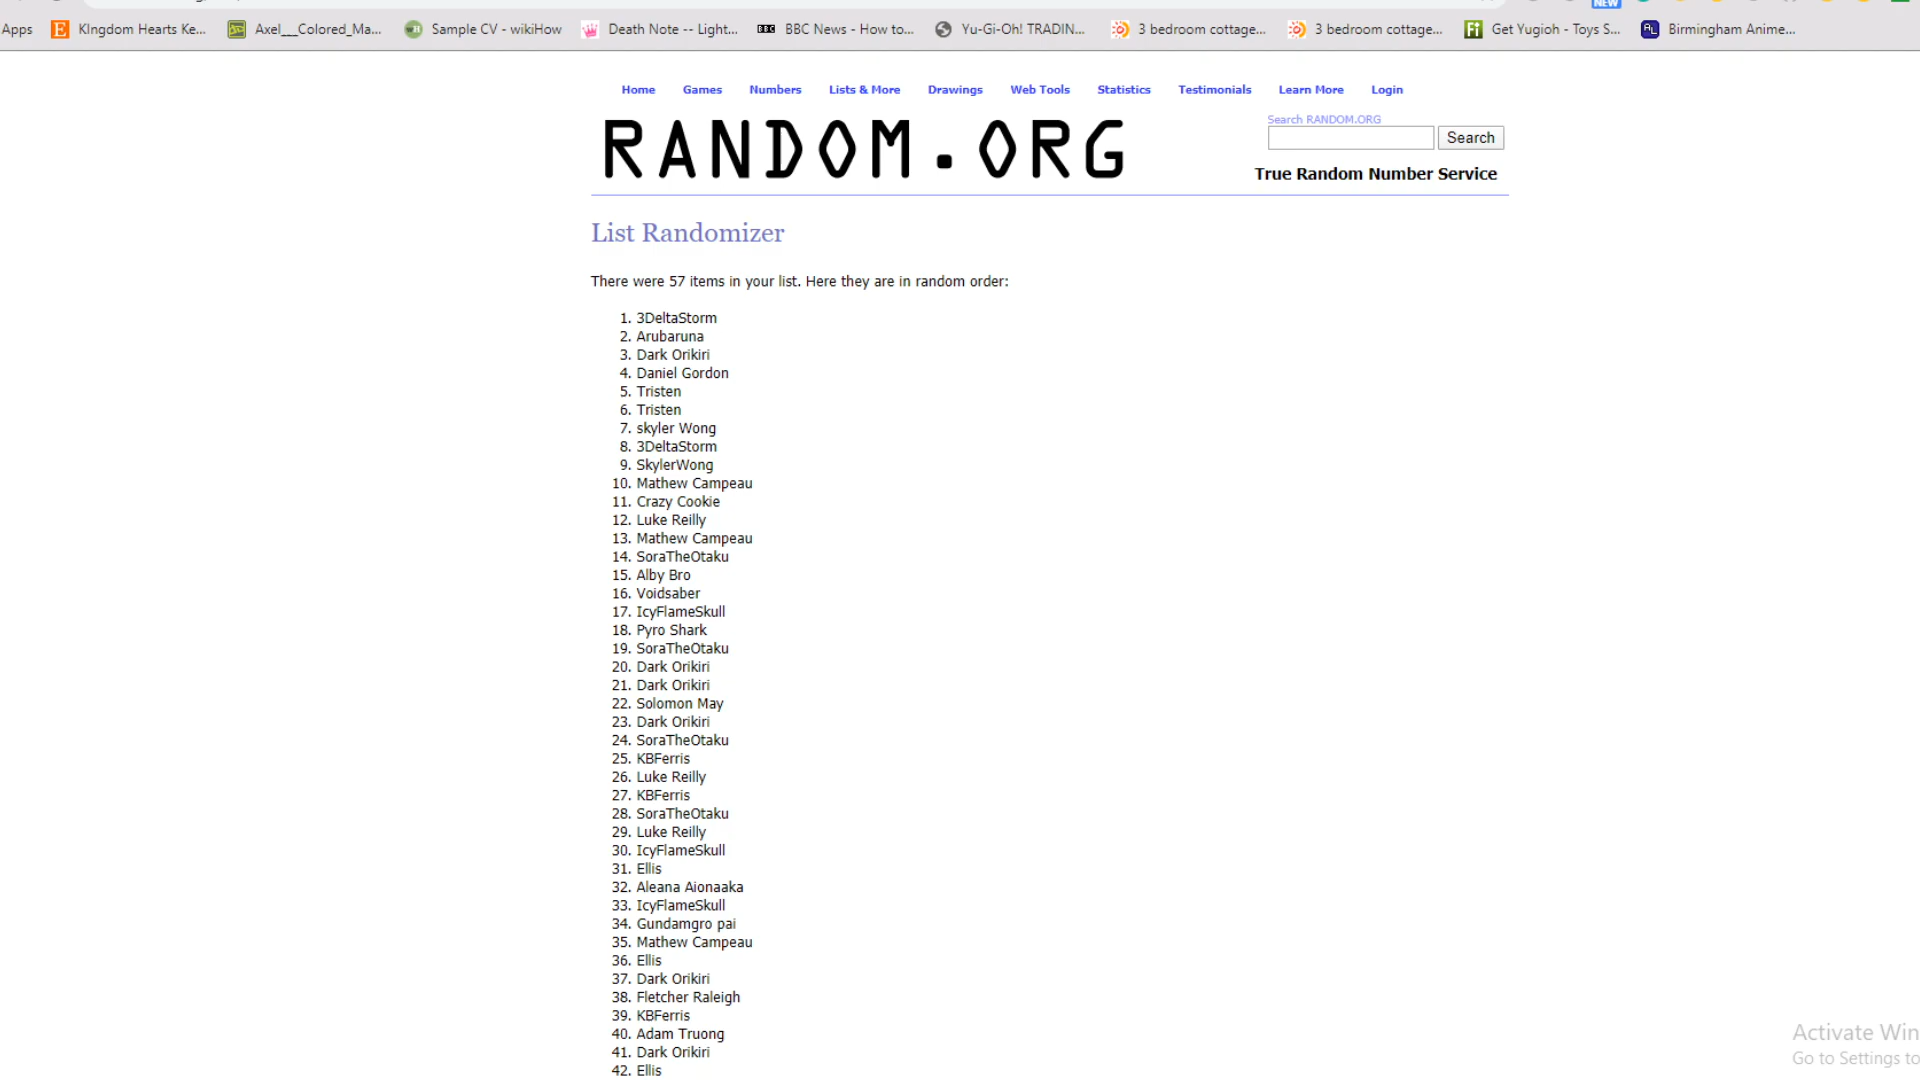 NEW
Apps KIngdom Hearts Ke... Axel___Colored_Ma... Sample CV - wikiHow Death Note -- Light... BBC News - How to... Yu-Gi-Oh! TRADIN... 3 bedroom cottage... 3 bedroom cottage... Get Yugioh - Toys S... Birmingham Anime...
Home Games Numbers Lists & More Drawings Web Tools Statistics Testimonials Learn More Login
RANDOM.ORG
Search RANDOM.ORG
Search
True Random Number Service
List Randomizer
There were 57 items in your list. Here they are in random order:
1. 3DeltaStorm
2. Arubaruna
3. Dark Orikiri
4. Daniel Gordon
5. Tristen
6. Tristen
7. skyler Wong
8. 3DeltaStorm
9. SkylerWong
10. Mathew Campeau
11. Crazy Cookie
12. Luke Reilly
13. Mathew Campeau
14. SoraTheOtaku
15. Alby Bro
16. Voidsaber
17. IcyFlameSkull
18. Pyro Shark
19. SoraTheOtaku
20. Dark Orikiri
21. Dark Orikiri
22. Solomon May
23. Dark Orikiri
24. SoraTheOtaku
25. KBFerris
26. Luke Reilly
27. KBFerris
28. SoraTheOtaku
29. Luke Reilly
30. IcyFlameSkull
31. Ellis
32. Aleana Aionaaka
33. IcyFlameSkull
34. Gundamgro pai
35. Mathew Campeau
36. Ellis
37. Dark Orikiri
38. Fletcher Raleigh
39. KBFerris
40. Adam Truong
41. Dark Orikiri
42. Ellis
Activate Win
Go to Settings to